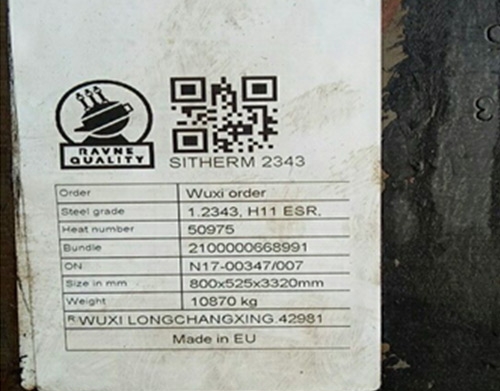 RAVNE
QUALITY
SITHERM 2343
Order Wuxi order
Steel grade 1.2343, H11 ESR.
Heat number 50975
Bundle 2100000668991
ON N17-00347/007
Size in mm 800x525x3320mm
Weight 10870 kg
R WUXI LONGCHANGXING.42981
Made in EU